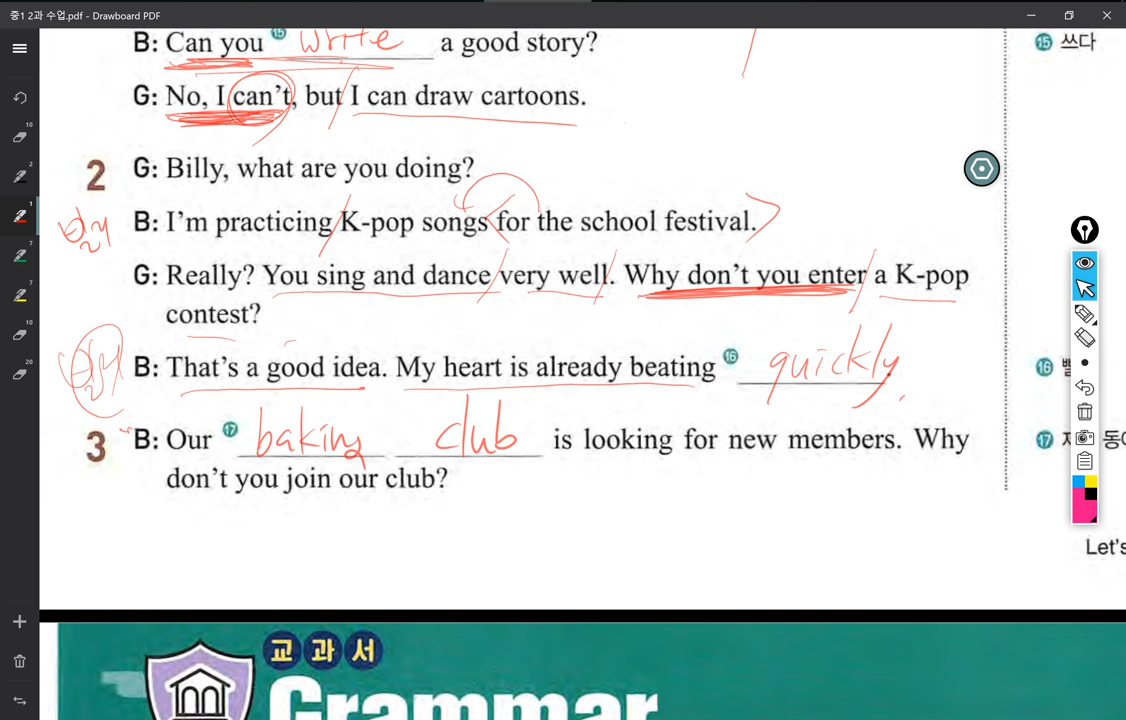 중1 2과 수업.pdf - Drawboard PDF
B: Can you ⑮ write a good story?
⑮ 쓰다
G: No, I can't, but I can draw cartoons.
2 G: Billy, what are you doing?
B: I'm practicing K-pop songs for the school festival.
G: Really? You sing and dance very well. Why don't you enter a K-pop
contest?
B: That's a good idea. My heart is already beating ⑯ quickly.
⑯
3 B: Our ⑰ baking club is looking for new members. Why
⑰ 동
don't you join our club?
Let's
교과서
Grammar